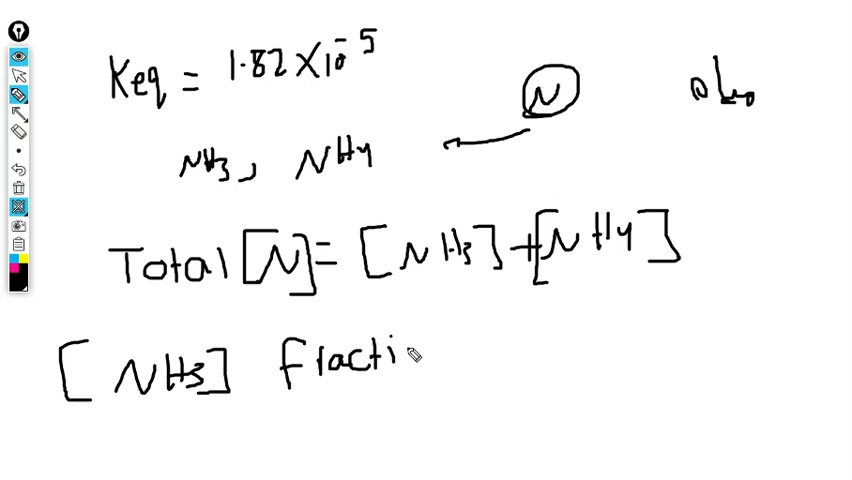 Keq = 1.82 X 10^-5
N
NH3, NH4
Total [N] = [NH3] + [NH4]
[NH3] fracti